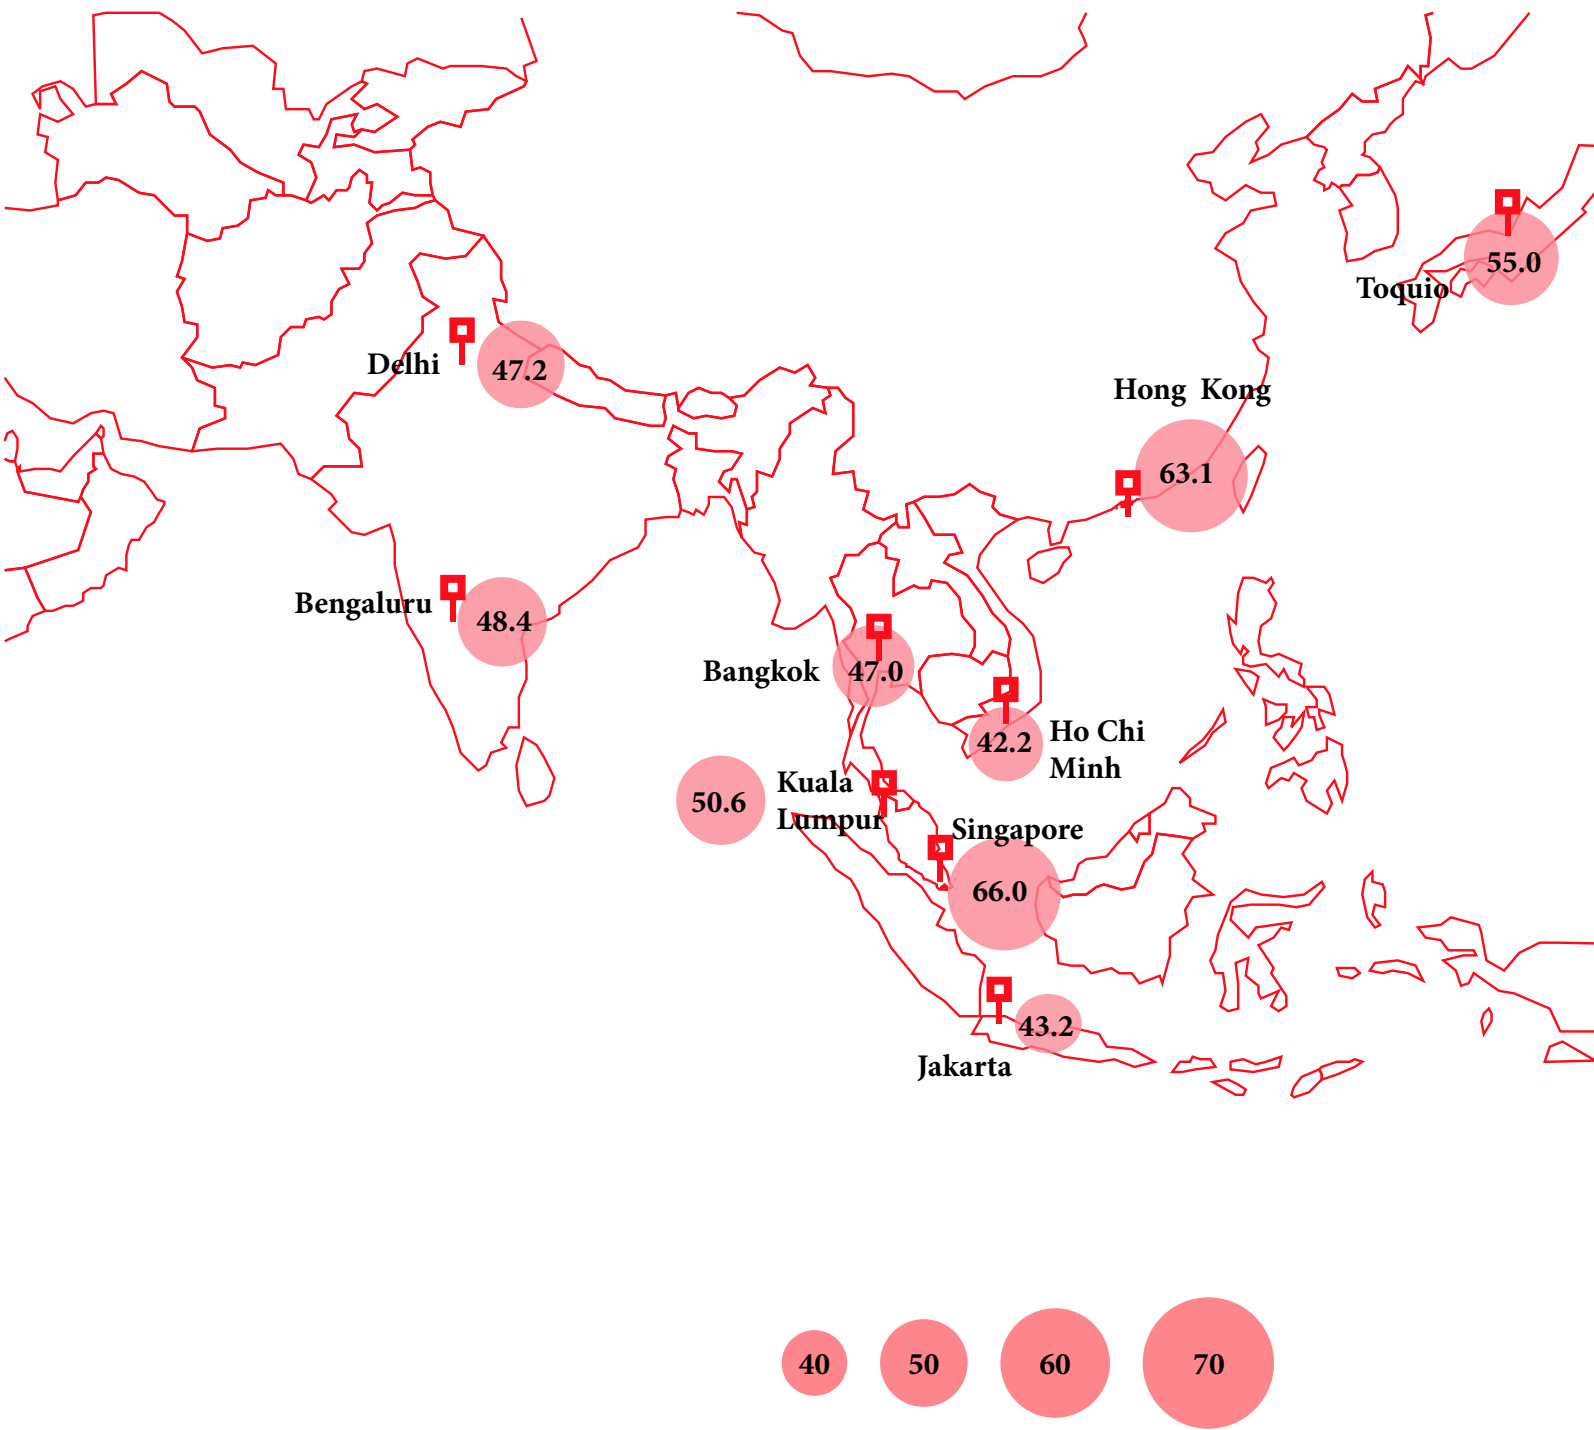 55.0
Toquio
Delhi
47.2
Hong Kong
63.1
Bengaluru
48.4
Bangkok
47.0
42.2
Ho Chi
Minh
50.6
Kuala
Lumpur
Singapore
66.0
43.2
Jakarta
40 50 60 70